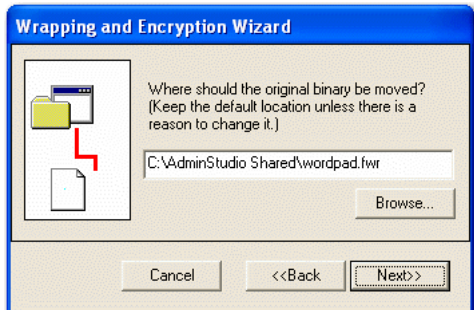 Wrapping and Encryption Wizard
Where should the original binary be moved?
(Keep the default location unless there is a
reason to change it.)
C:\AdminStudio Shared\wordpad.fwr
Browse...
Cancel
<<Back
Next>>